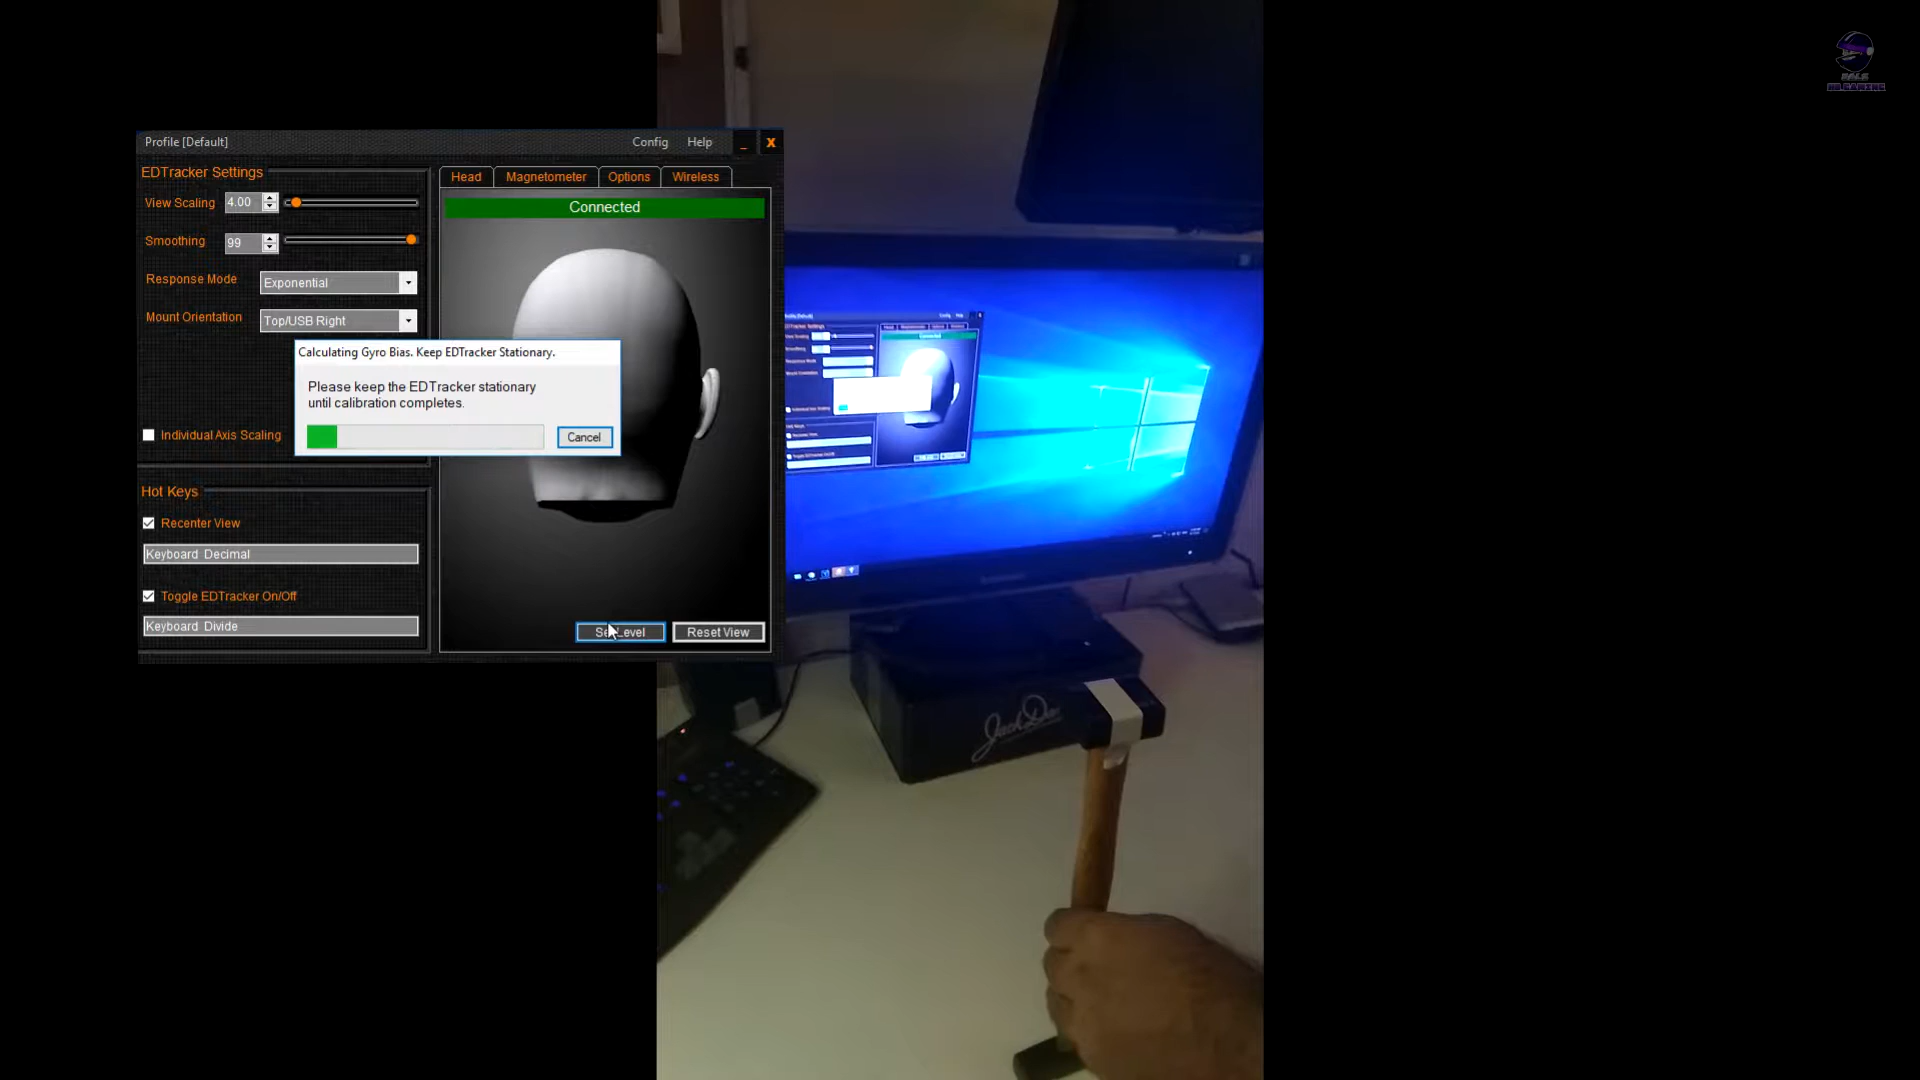 Profile [Default]
Config
Help
EDTracker Settings
View Scaling
4.00
Smoothing
99
Response Mode
Exponential
Mount Orientation
Top/USB Right
Individual Axis Scaling
Hot Keys
Recenter View
Keyboard Decimal
Toggle EDTracker On/Off
Keyboard Divide
Head
Magnetometer
Options
Wireless
Connected
Calculating Gyro Bias. Keep EDTracker Stationary.
Please keep the EDTracker stationary
until calibration completes.
Cancel
Reset View